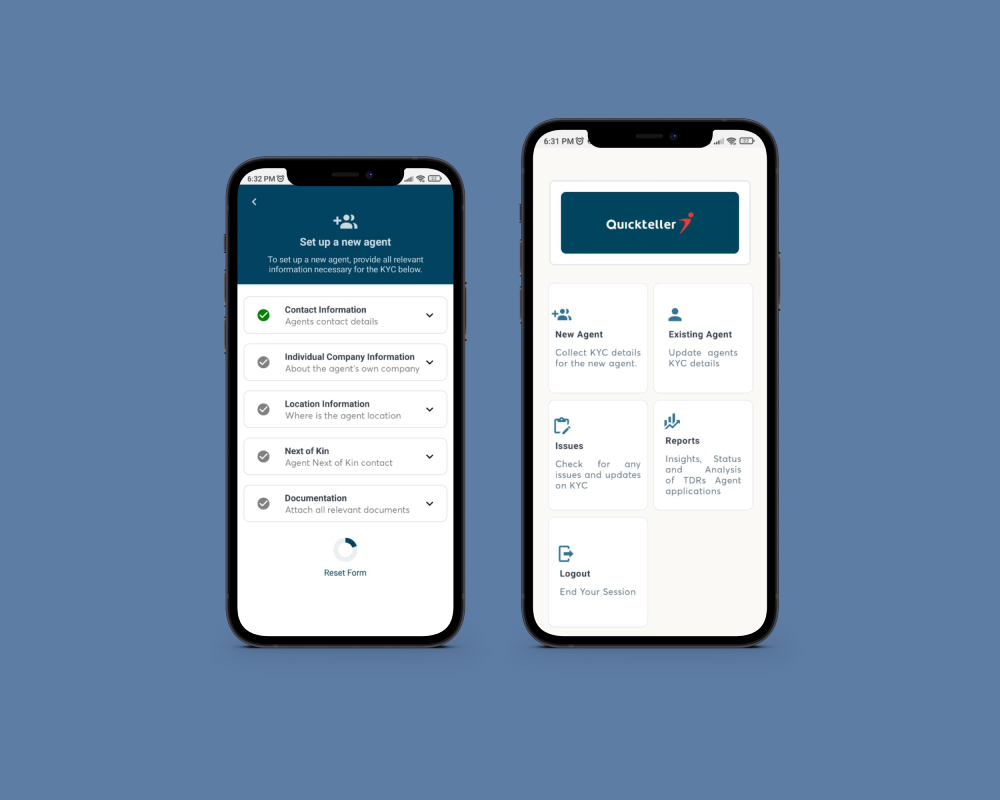 6:32 PM
Set up a new agent
To set up a new agent, provide all relevant
information necessary for the KYC below.
Contact Information
Agents contact details
Individual Company Information
About the agent's own company
Location Information
Where is the agent location
Next of Kin
Agent Next of Kin contact
Documentation
Attach all relevant documents
Reset Form
6:31 PM
Quickteller
New Agent
Collect KYC details
for the new agent.
Existing Agent
Update agents
KYC details
Issues
Check for any
issues and updates
on KYC
Reports
Insights, Status
and Analysis
of TDRs Agent
applications
Logout
End Your Session